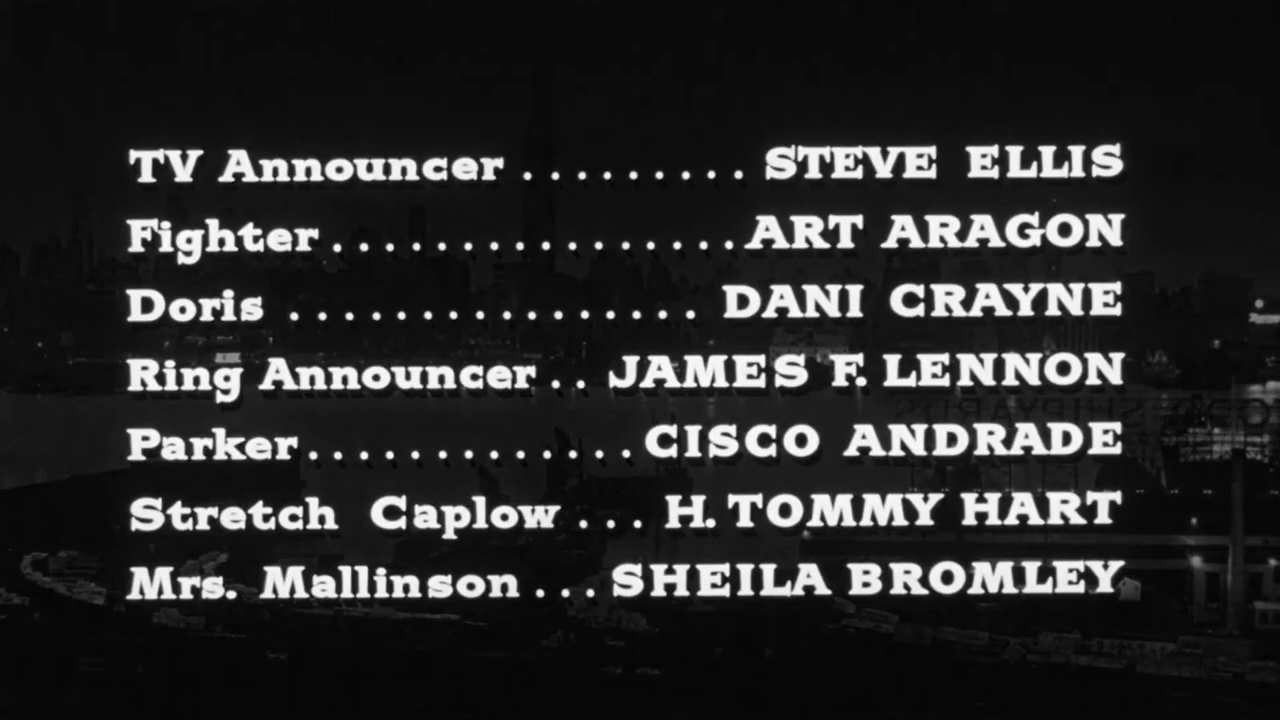 TV Announcer ......... STEVE ELLIS
Fighter .................. ART ARAGON
Doris ................ DANI CRAYNE
Ring Announcer .. JAMES F. LENNON
Parker ............. CISCO ANDRADE
Stretch Caplow ... H. TOMMY HART
Mrs. Mallinson ... SHEILA BROMLEY